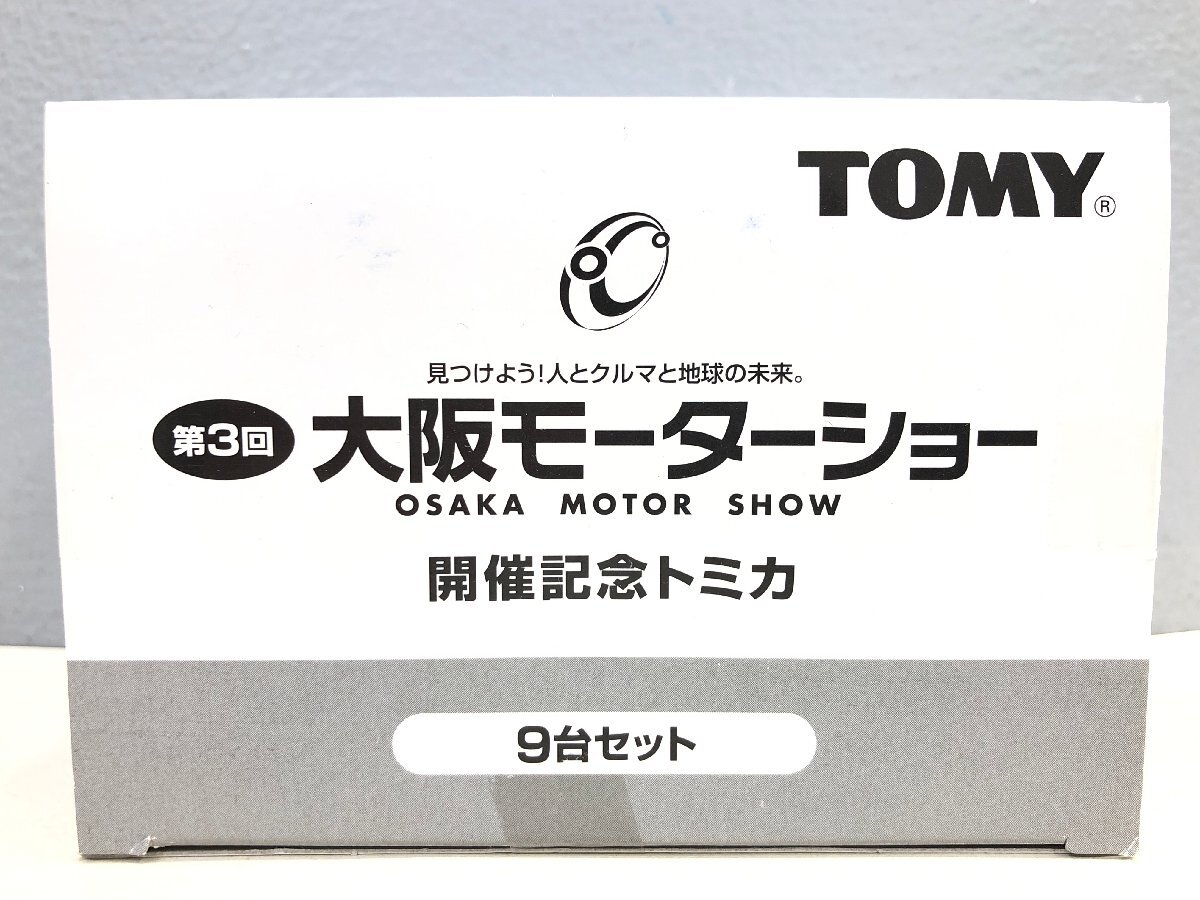 TOMY®
見つけよう!人とクルマと地球の未来。
第3回 大阪モーターショー
OSAKA MOTOR SHOW
開催記念トミカ
9台セット